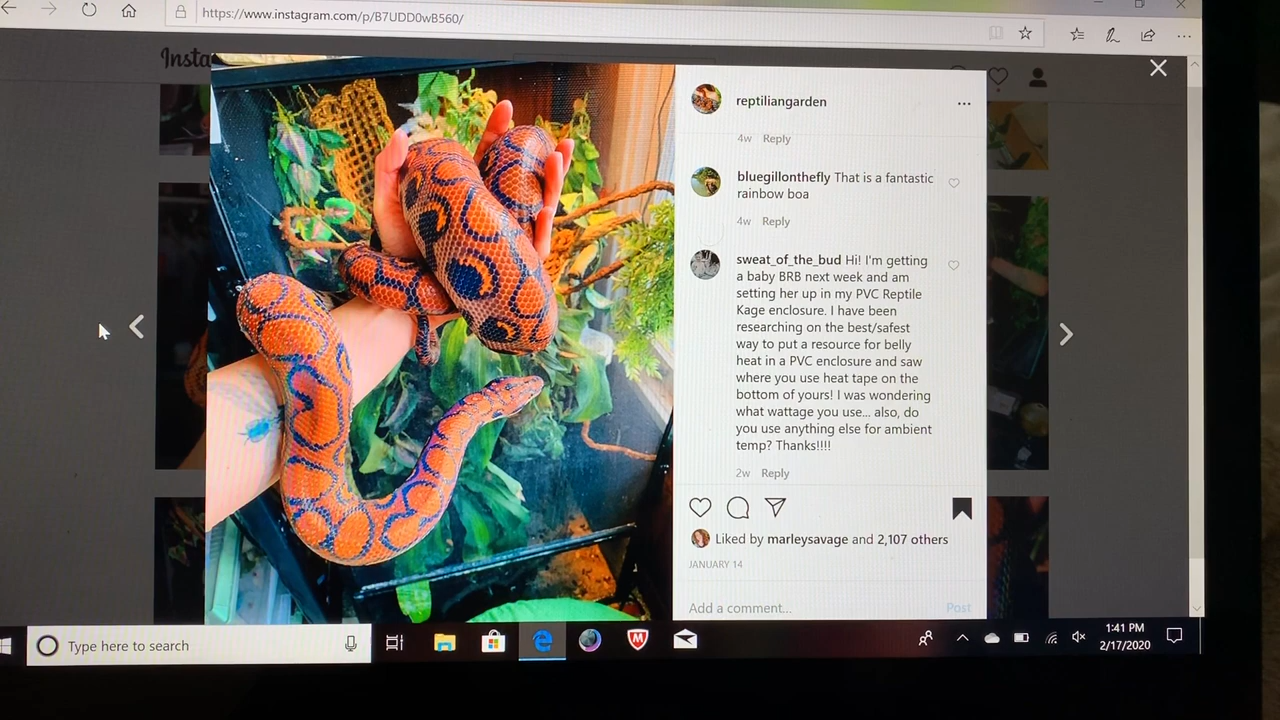 https://www.instagram.com/p/B7UDD0wB560/
Insta
reptiliangarden
4w Reply
bluegillonthefly That is a fantastic
rainbow boa
4w Reply
sweat_of_the_bud Hi! I'm getting
a baby BRB next week and am
setting her up in my PVC Reptile
Kage enclosure. I have been
researching on the best/safest
way to put a resource for belly
heat in a PVC enclosure and saw
where you use heat tape on the
bottom of yours! I was wondering
what wattage you use... also, do
you use anything else for ambient
temp? Thanks!!!!
2w Reply
Liked by marleysavage and 2,107 others
JANUARY 14
Add a comment... Post
Type here to search
1:41 PM
2/17/2020